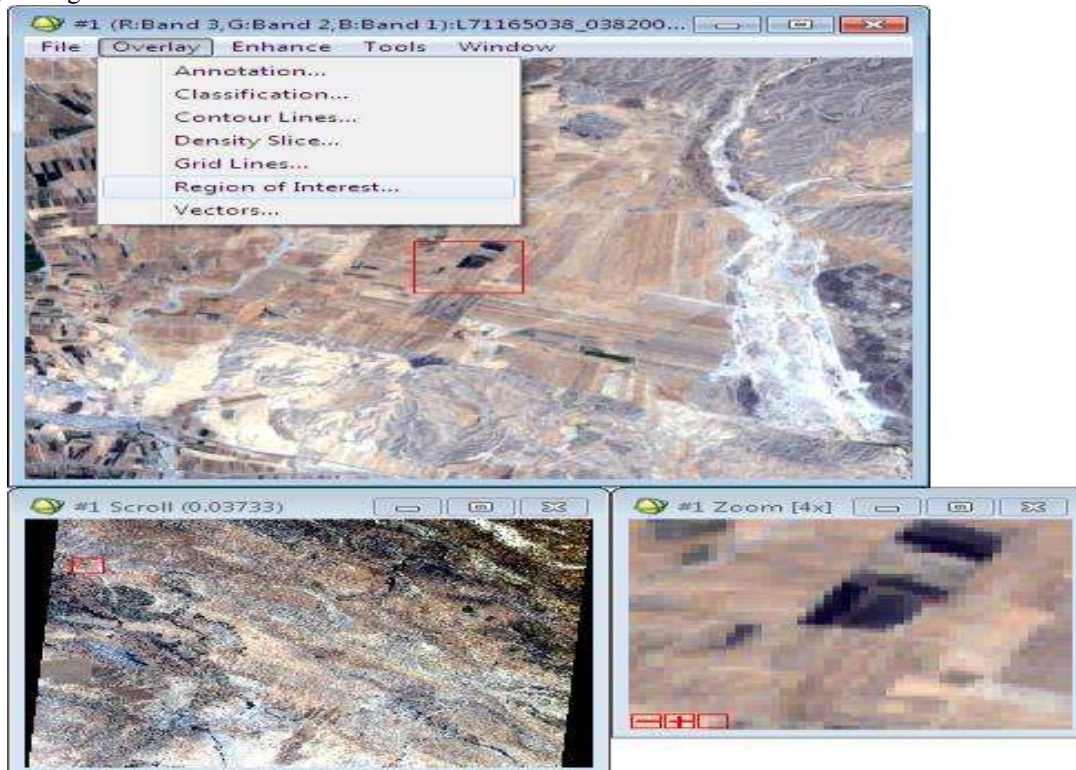 #1 (R:Band 3,G:Band 2,B:Band 1):L71165038_038200...
File Overlay Enhance Tools Window
Annotation...
Classification...
Contour Lines...
Density Slice...
Grid Lines...
Region of Interest...
Vectors...
#1 Scroll (0.03733)
#1 Zoom [4x]